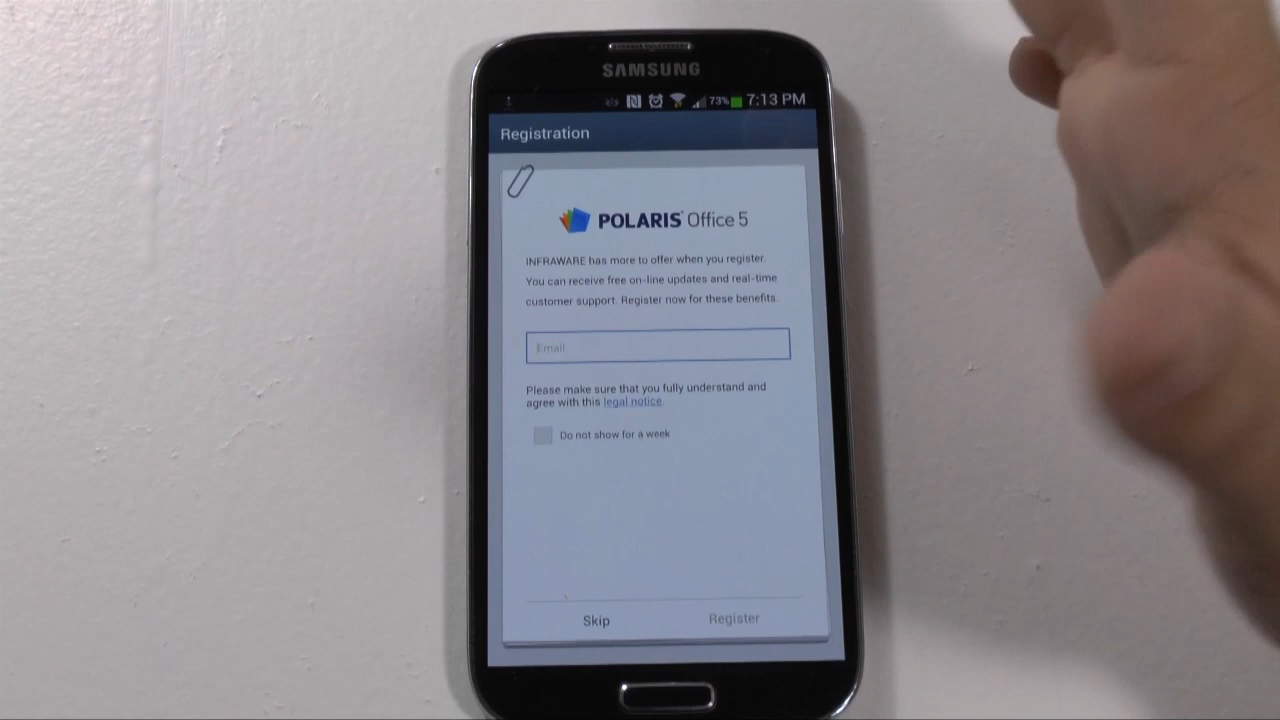 SAMSUNG
73% 7:13 PM
Registration
POLARIS Office 5
INFRAWARE has more to offer when you register.
You can receive free on-line updates and real-time
customer support. Register now for these benefits.
Email
Please make sure that you fully understand and
agree with this legal notice.
Do not show for a week
Skip Register